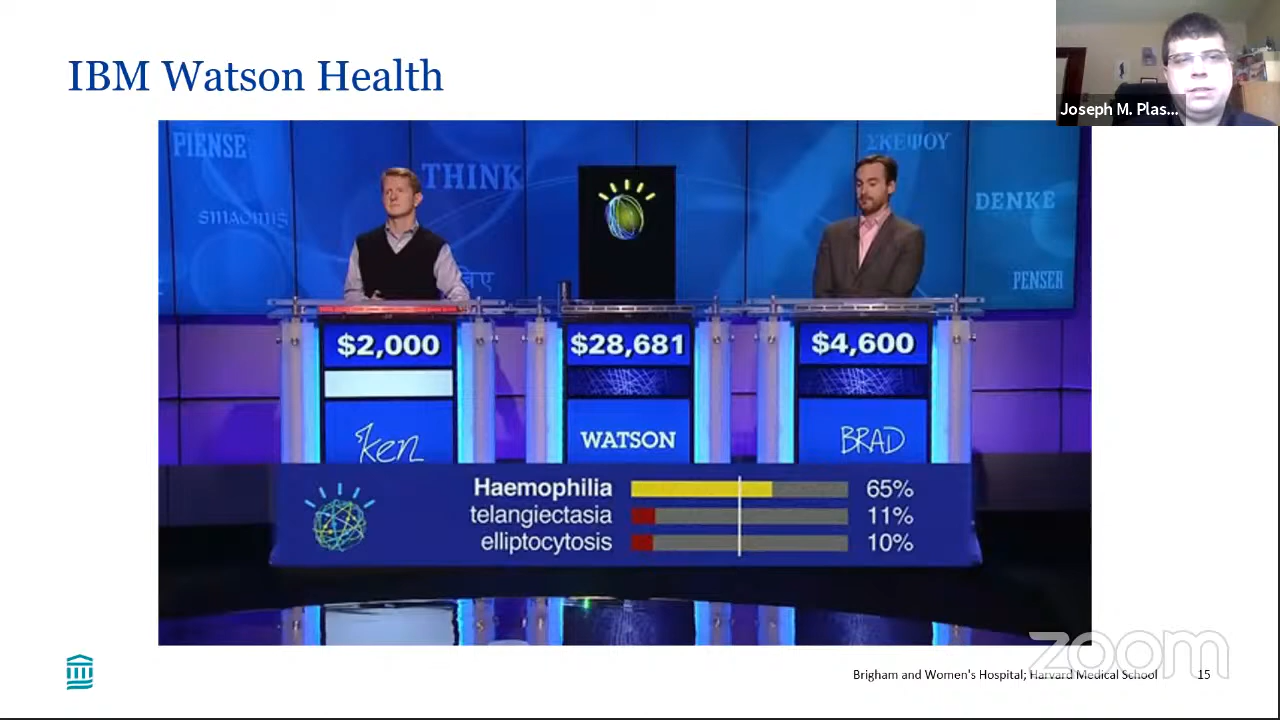 IBM Watson Health
Joseph M. Plas...
PIENSE
THINK
ΣΚΕΨΟΥ
DENKE
PENSER
$2,000
$28,681
$4,600
Ken
WATSON
BRAD
Haemophilia 65%
telangiectasia 11%
elliptocytosis 10%
zoom
Brigham and Women's Hospital; Harvard Medical School 15